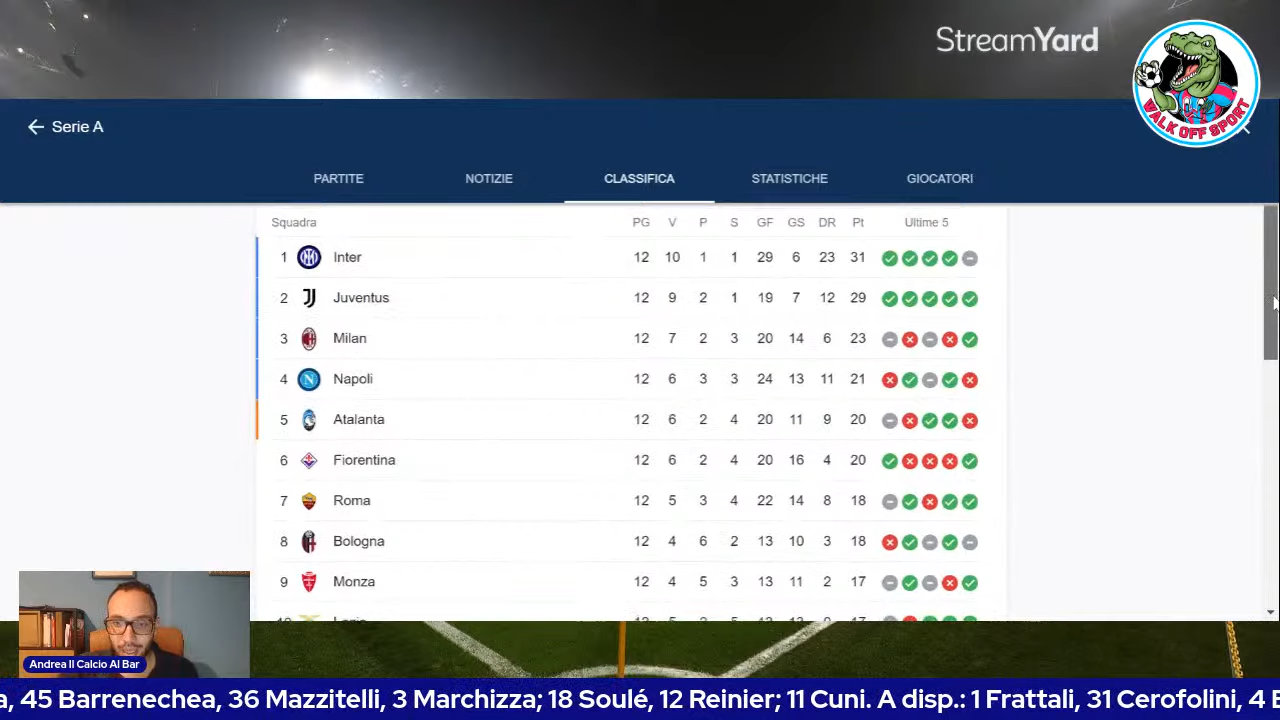 StreamYard
WALK OFF SPORT
Serie A
PARTITE NOTIZIE CLASSIFICA STATISTICHE GIOCATORI
Squadra PG V P S GF GS DR Pt Ultime 5
1 Inter 12 10 1 1 29 6 23 31
2 Juventus 12 9 2 1 19 7 12 29
3 Milan 12 7 2 3 20 14 6 23
4 Napoli 12 6 3 3 24 13 11 21
5 Atalanta 12 6 2 4 20 11 9 20
6 Fiorentina 12 6 2 4 20 16 4 20
7 Roma 12 5 3 4 22 14 8 18
8 Bologna 12 4 6 2 13 10 3 18
9 Monza 12 4 5 3 13 11 2 17
Andrea Il Calcio Al Bar
a, 45 Barrenechea, 36 Mazzitelli, 3 Marchizza; 18 Soulé, 12 Reinier; 11 Cuni. A disp.: 1 Frattali, 31 Cerofolini, 4